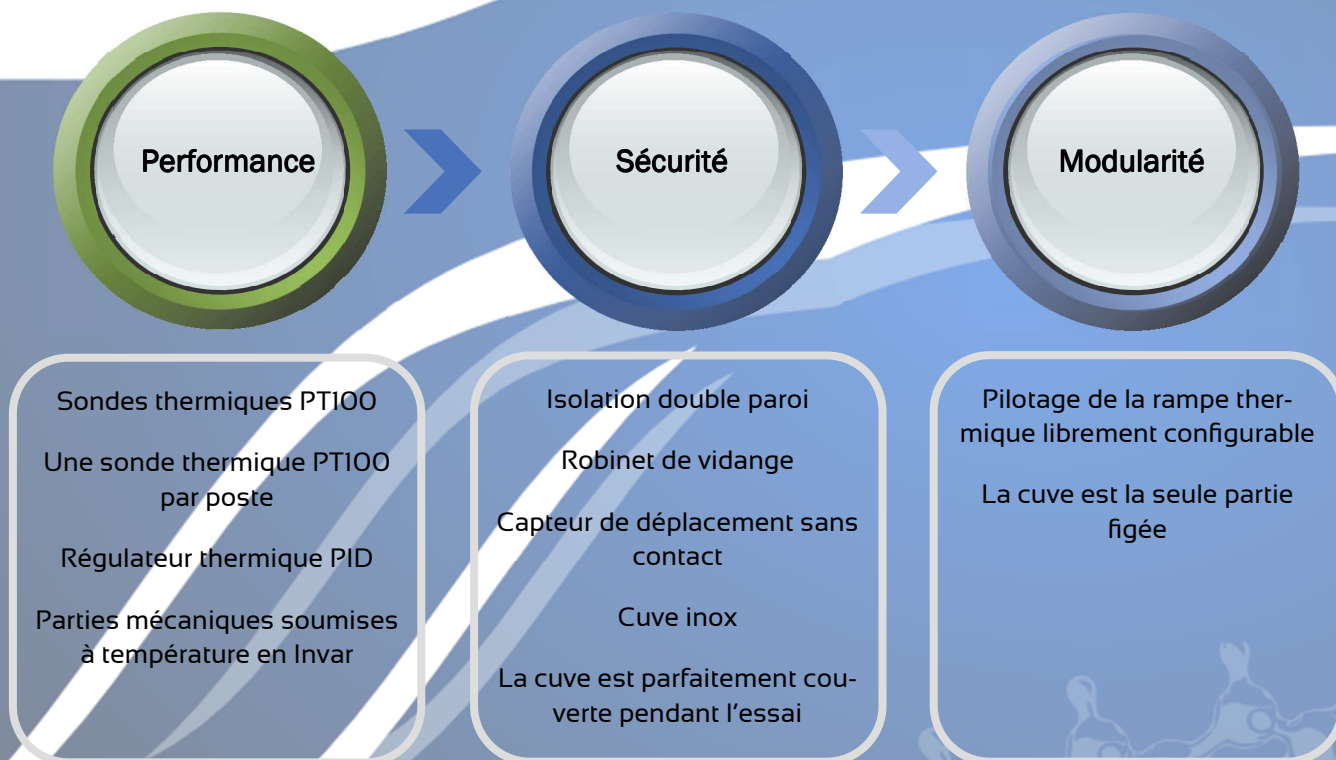 Performance
Sécurité
Modularité
Sondes thermiques PT100
Une sonde thermique PT100
par poste
Régulateur thermique PID
Parties mécaniques soumises
à température en Invar
Isolation double paroi
Robinet de vidange
Capteur de déplacement sans
contact
Cuve inox
La cuve est parfaitement cou-
verte pendant l'essai
Pilotage de la rampe ther-
mique librement configurable
La cuve est la seule partie
figée